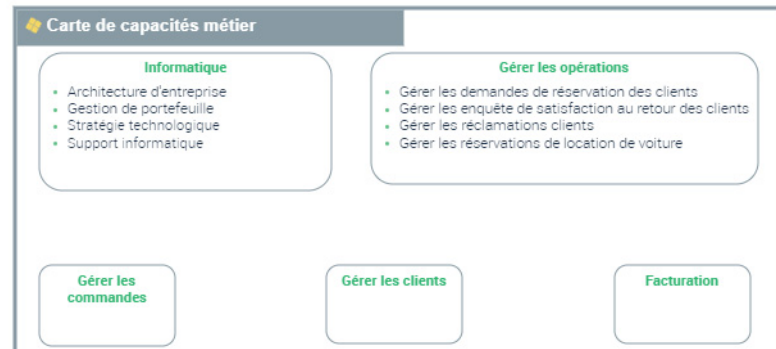 Carte de capacités métier
Informatique
Architecture d'entreprise
Gestion de portefeuille
Stratégie technologique
Support informatique
Gérer les opérations
Gérer les demandes de réservation des clients
Gérer les enquête de satisfaction au retour des clients
Gérer les réclamations clients
Gérer les réservations de location de voiture
Gérer les
commandes
Gérer les clients
Facturation